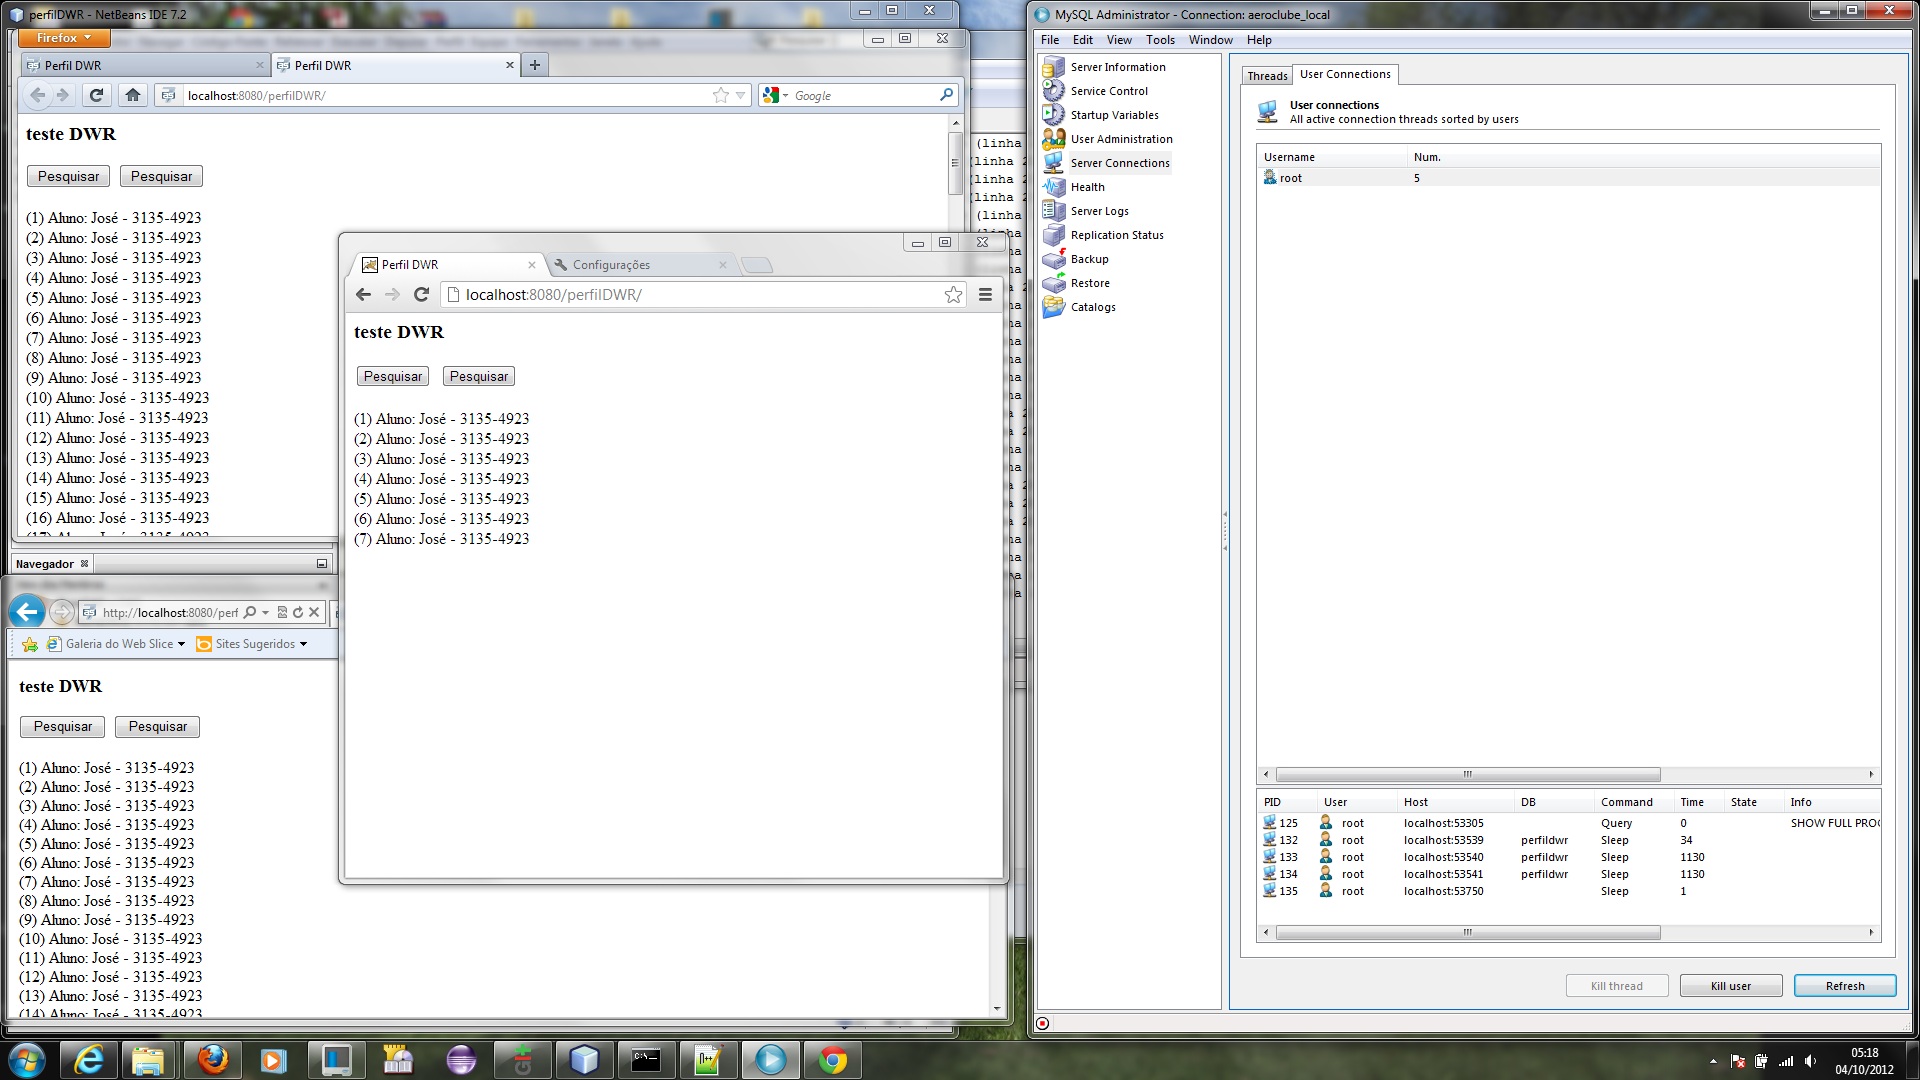 perfilDWR - NetBeans IDE 7.2
Firefox
Perfil DWR
Perfil DWR
localhost:8080/perfilDWR/
Google
teste DWR
Pesquisar Pesquisar
(1) Aluno: José - 3135-4923
(2) Aluno: José - 3135-4923
(3) Aluno: José - 3135-4923
(4) Aluno: José - 3135-4923
(5) Aluno: José - 3135-4923
(6) Aluno: José - 3135-4923
(7) Aluno: José - 3135-4923
(8) Aluno: José - 3135-4923
(9) Aluno: José - 3135-4923
(10) Aluno: José - 3135-4923
(11) Aluno: José - 3135-4923
(12) Aluno: José - 3135-4923
(13) Aluno: José - 3135-4923
(14) Aluno: José - 3135-4923
(15) Aluno: José - 3135-4923
(16) Aluno: José - 3135-4923
(17) Aluno: José - 3135-4923
(linha
(linha 2
(linha 2
(linha 2
(linha
Navegador
http://localhost:8080/perf
Galeria do Web Slice
Sites Sugeridos
teste DWR
Pesquisar Pesquisar
(1) Aluno: José - 3135-4923
(2) Aluno: José - 3135-4923
(3) Aluno: José - 3135-4923
(4) Aluno: José - 3135-4923
(5) Aluno: José - 3135-4923
(6) Aluno: José - 3135-4923
(7) Aluno: José - 3135-4923
(8) Aluno: José - 3135-4923
(9) Aluno: José - 3135-4923
(10) Aluno: José - 3135-4923
(11) Aluno: José - 3135-4923
(12) Aluno: José - 3135-4923
(13) Aluno: José - 3135-4923
(14) Aluno: José - 3135-4923
Perfil DWR
Configurações
localhost:8080/perfilDWR/
teste DWR
Pesquisar Pesquisar
(1) Aluno: José - 3135-4923
(2) Aluno: José - 3135-4923
(3) Aluno: José - 3135-4923
(4) Aluno: José - 3135-4923
(5) Aluno: José - 3135-4923
(6) Aluno: José - 3135-4923
(7) Aluno: José - 3135-4923
MySQL Administrator - Connection: aeroclube_local
File Edit View Tools Window Help
Server Information
Service Control
Startup Variables
User Administration
Server Connections
Health
Server Logs
Replication Status
Backup
Restore
Catalogs
Threads User Connections
User connections
All active connection threads sorted by users
Username Num.
root 5
PID User Host DB Command Time State Info
125 root localhost:53305 Query 0 SHOW FULL PROC
132 root localhost:53539 perfildwr Sleep 34
133 root localhost:53540 perfildwr Sleep 1130
134 root localhost:53541 perfildwr Sleep 1130
135 root localhost:53750 Sleep 1
Kill thread Kill user Refresh
05:18
04/10/2012